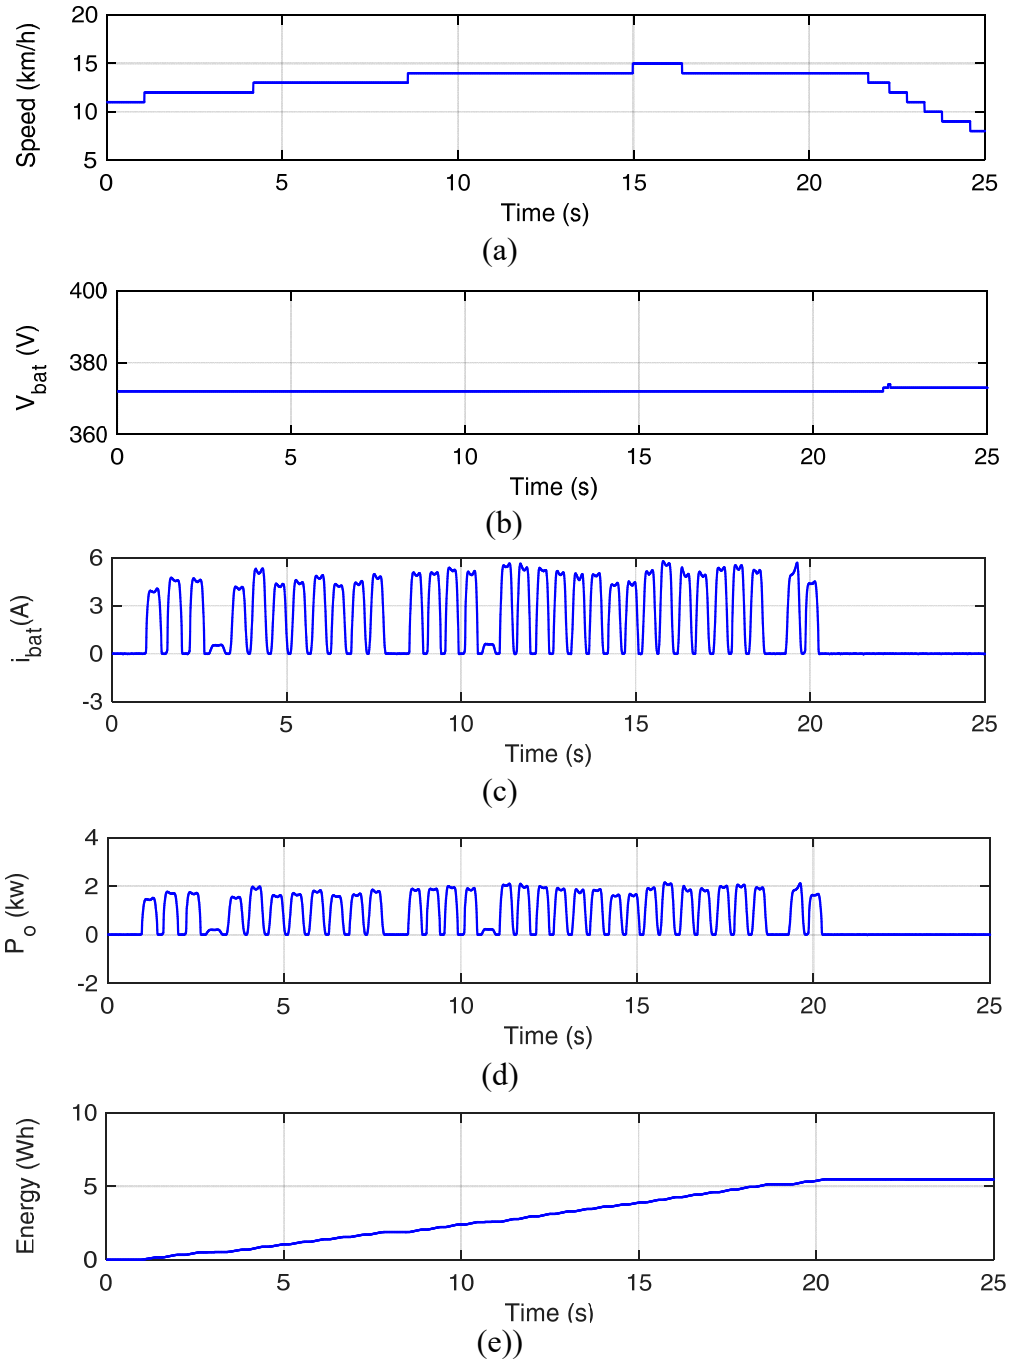 20
15
10
5
Speed (km/h)
0 5 10 15 20 25
Time (s)
(a)
400
380
360
V_bat (V)
0 5 10 15 20 25
Time (s)
(b)
6
3
0
-3
i_bat(A)
0 5 10 15 20 25
Time (s)
(c)
4
2
0
-2
P_o (kw)
0 5 10 15 20 25
Time (s)
(d)
10
5
0
Energy (Wh)
0 5 10 15 20 25
Time (s)
(e))